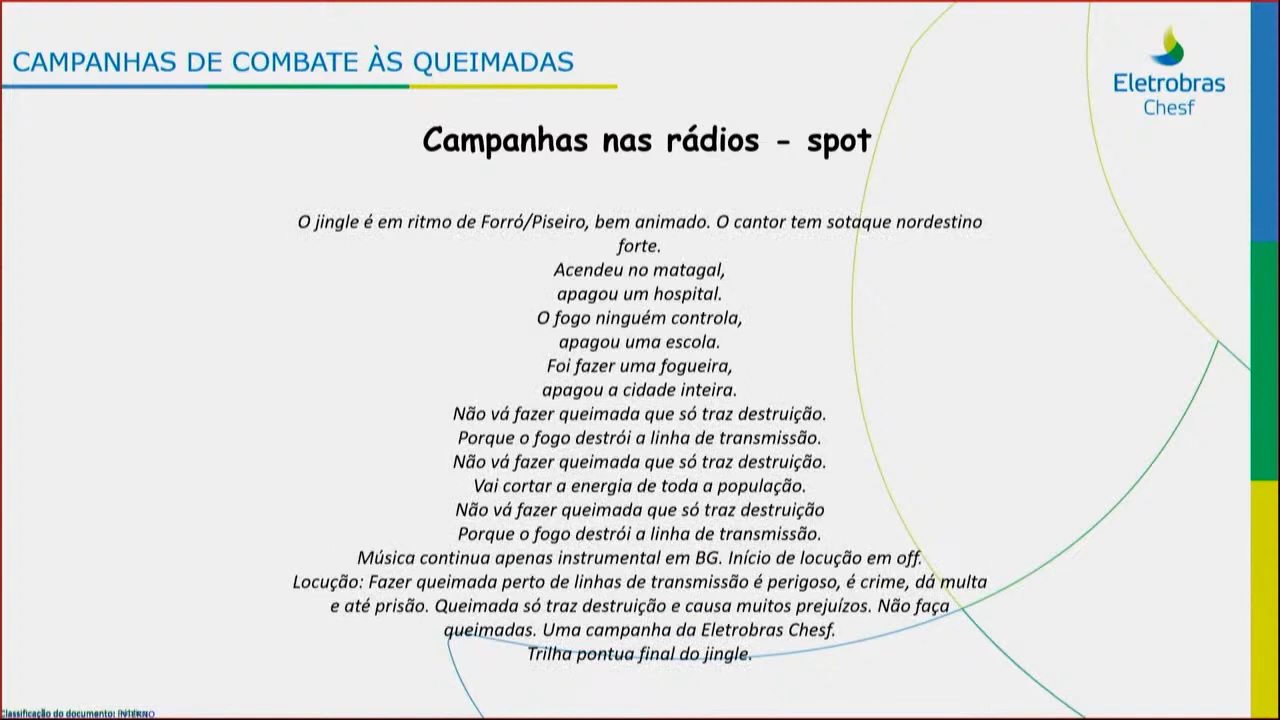 CAMPANHAS DE COMBATE ÀS QUEIMADAS
Eletrobras
Chesf
Campanhas nas rádios - spot
O jingle é em ritmo de Forró/Piseiro, bem animado. O cantor tem sotaque nordestino
forte.
Acendeu no matagal,
apagou um hospital.
O fogo ninguém controla,
apagou uma escola.
Foi fazer uma fogueira,
apagou a cidade inteira.
Não vá fazer queimada que só traz destruição.
Porque o fogo destrói a linha de transmissão.
Não vá fazer queimada que só traz destruição.
Vai cortar a energia de toda a população.
Não vá fazer queimada que só traz destruição
Porque o fogo destrói a linha de transmissão.
Música continua apenas instrumental em BG. Início de locução em off.
Locução: Fazer queimada perto de linhas de transmissão é perigoso, é crime, dá multa
e até prisão. Queimada só traz destruição e causa muitos prejuízos. Não faça
queimadas. Uma campanha da Eletrobras Chesf.
Trilha pontua final do jingle.
Classificação do documento: